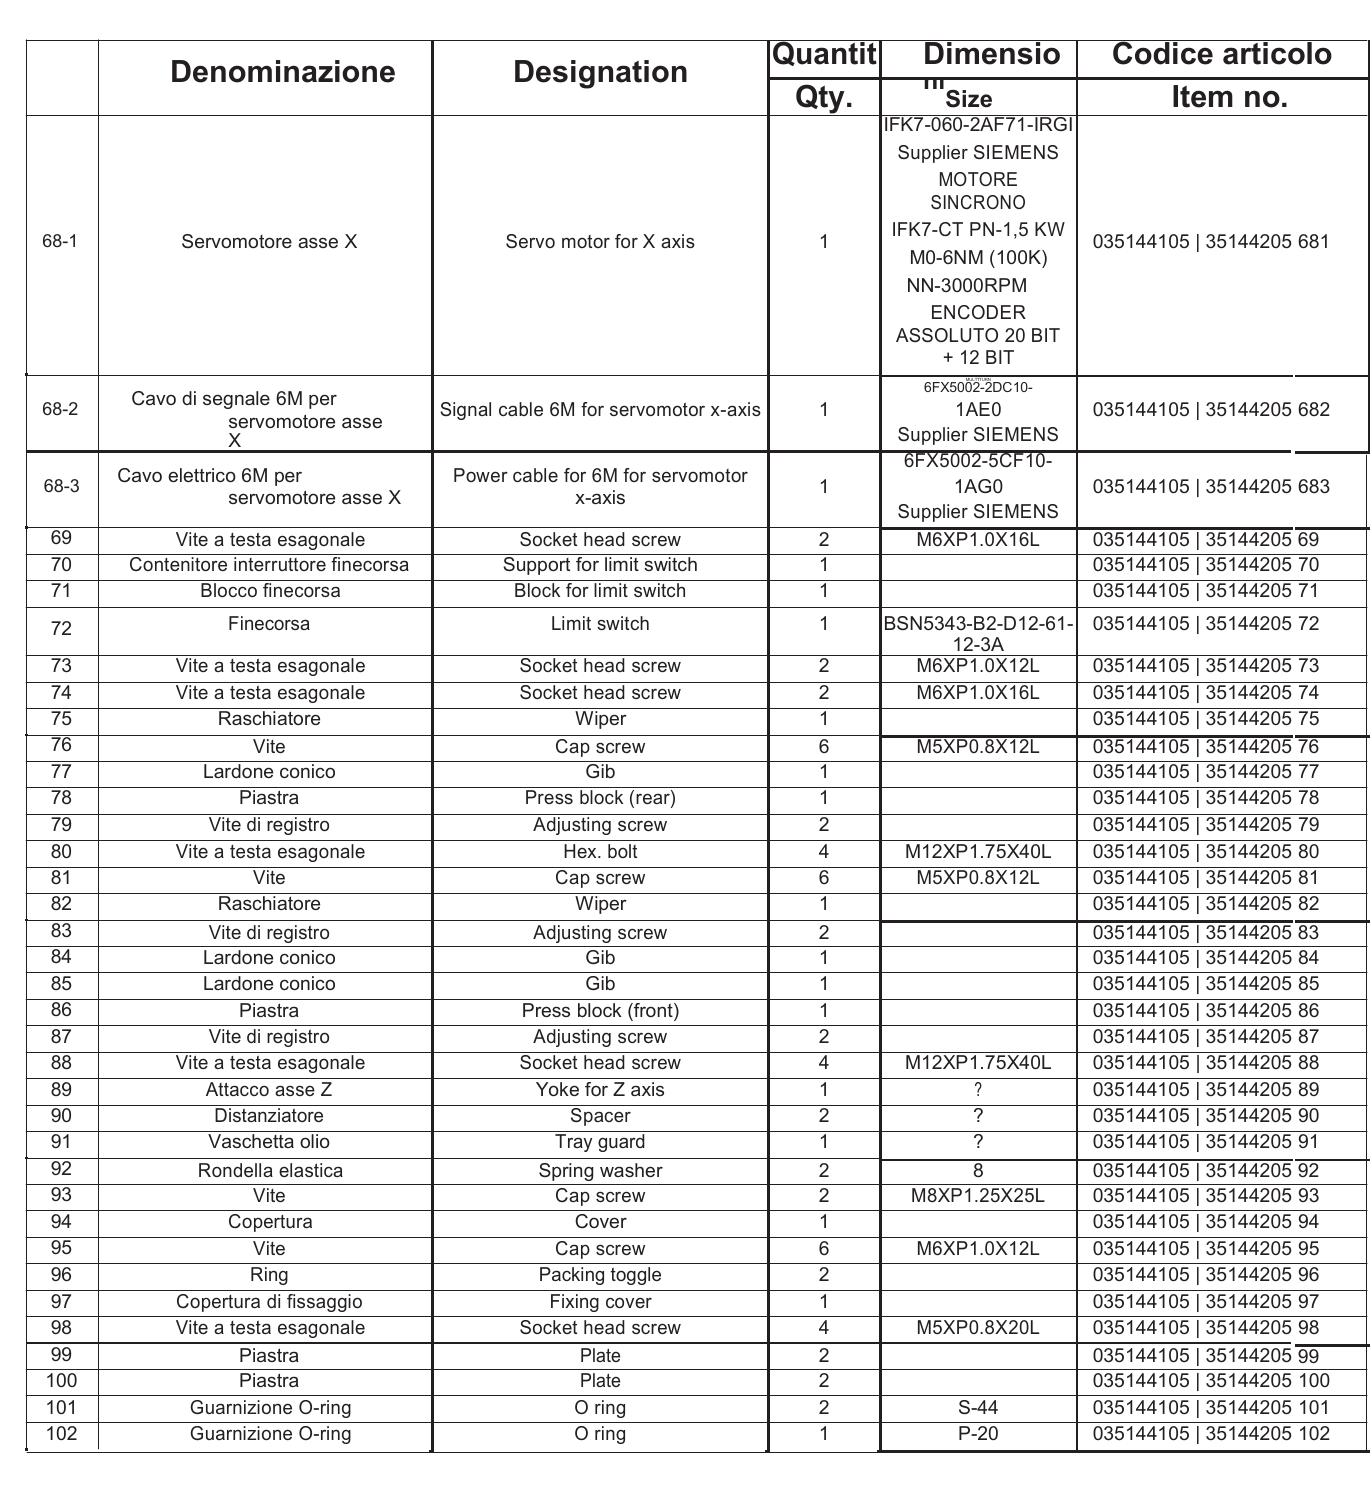 Denominazione Designation Quantit Dimensio Codice articolo
Qty. Size Item no.
IFK7-060-2AF71-IRGI
Supplier SIEMENS
MOTORE
SINCRONO
IFK7-CT PN-1,5 KW
68-1 Servomotore asse X Servo motor for X axis 1 M0-6NM (100K) 035144105 | 35144205 681
NN-3000RPM
ENCODER
ASSOLUTO 20 BIT
+ 12 BIT
6FX5002-2DC10-
68-2 Cavo di segnale 6M per servomotore asse X Signal cable 6M for servomotor x-axis 1 1AE0 035144105 | 35144205 682
Supplier SIEMENS
6FX5002-5CF10-
68-3 Cavo elettrico 6M per servomotore asse X Power cable for 6M for servomotor x-axis 1 1AG0 035144105 | 35144205 683
Supplier SIEMENS
69 Vite a testa esagonale Socket head screw 2 M6XP1.0X16L 035144105 | 35144205 69
70 Contenitore interruttore finecorsa Support for limit switch 1 035144105 | 35144205 70
71 Blocco finecorsa Block for limit switch 1 035144105 | 35144205 71
72 Finecorsa Limit switch 1 BSN5343-B2-D12-61- 035144105 | 35144205 72
12-3A
73 Vite a testa esagonale Socket head screw 2 M6XP1.0X12L 035144105 | 35144205 73
74 Vite a testa esagonale Socket head screw 2 M6XP1.0X16L 035144105 | 35144205 74
75 Raschiatore Wiper 1 035144105 | 35144205 75
76 Vite Cap screw 6 M5XP0.8X12L 035144105 | 35144205 76
77 Lardone conico Gib 1 035144105 | 35144205 77
78 Piastra Press block (rear) 1 035144105 | 35144205 78
79 Vite di registro Adjusting screw 2 035144105 | 35144205 79
80 Vite a testa esagonale Hex. bolt 4 M12XP1.75X40L 035144105 | 35144205 80
81 Vite Cap screw 6 M5XP0.8X12L 035144105 | 35144205 81
82 Raschiatore Wiper 1 035144105 | 35144205 82
83 Vite di registro Adjusting screw 2 035144105 | 35144205 83
84 Lardone conico Gib 1 035144105 | 35144205 84
85 Lardone conico Gib 1 035144105 | 35144205 85
86 Piastra Press block (front) 1 035144105 | 35144205 86
87 Vite di registro Adjusting screw 2 035144105 | 35144205 87
88 Vite a testa esagonale Socket head screw 4 M12XP1.75X40L 035144105 | 35144205 88
89 Attacco asse Z Yoke for Z axis 1 ? 035144105 | 35144205 89
90 Distanziatore Spacer 2 ? 035144105 | 35144205 90
91 Vaschetta olio Tray guard 1 ? 035144105 | 35144205 91
92 Rondella elastica Spring washer 2 8 035144105 | 35144205 92
93 Vite Cap screw 2 M8XP1.25X25L 035144105 | 35144205 93
94 Copertura Cover 1 035144105 | 35144205 94
95 Vite Cap screw 6 M6XP1.0X12L 035144105 | 35144205 95
96 Ring Packing toggle 2 035144105 | 35144205 96
97 Copertura di fissaggio Fixing cover 1 035144105 | 35144205 97
98 Vite a testa esagonale Socket head screw 4 M5XP0.8X20L 035144105 | 35144205 98
99 Piastra Plate 2 035144105 | 35144205 99
100 Piastra Plate 2 035144105 | 35144205 100
101 Guarnizione O-ring O ring 2 S-44 035144105 | 35144205 101
102 Guarnizione O-ring O ring 1 P-20 035144105 | 35144205 102